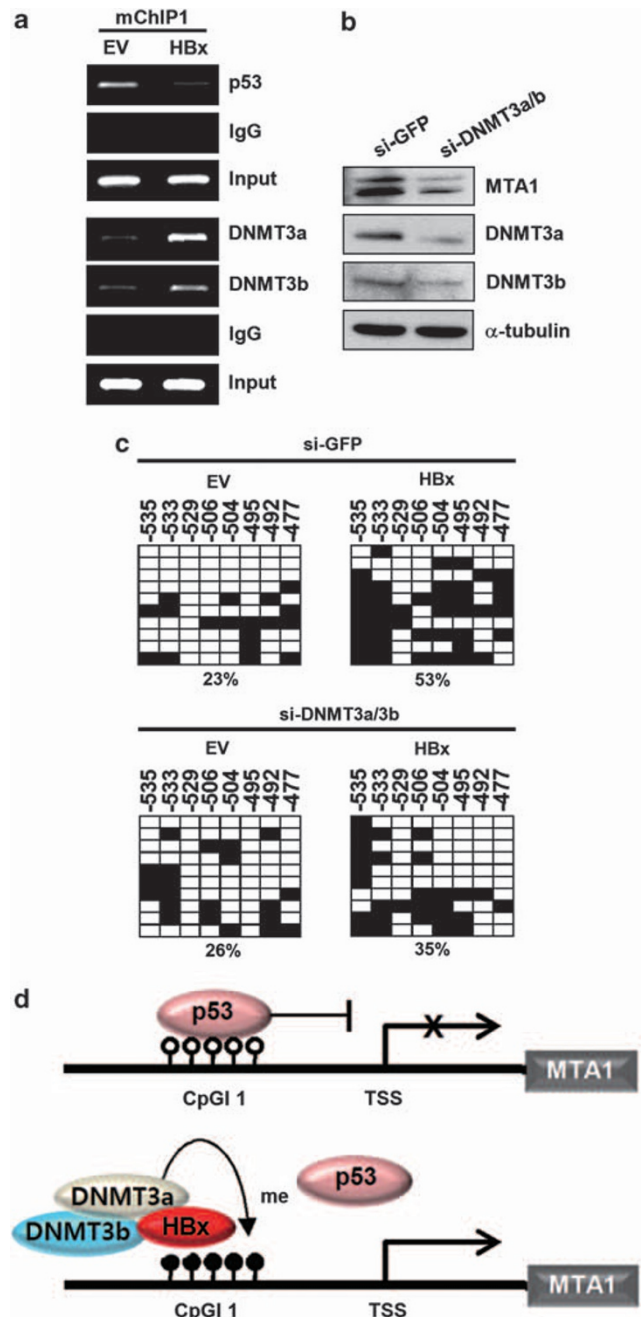 a
mChIP1
EV HBx
p53
IgG
Input
DNMT3a
DNMT3b
IgG
Input
b
si-GFP si-DNMT3a/b
MTA1
DNMT3a
DNMT3b
α-tubulin
c
si-GFP
EV HBx
-535 -533 -529 -506 -504 -495 -492 -477 -535 -533 -529 -506 -504 -495 -492 -477
23% 53%
si-DNMT3a/3b
EV HBx
-535 -533 -529 -506 -504 -495 -492 -477 -535 -533 -529 -506 -504 -495 -492 -477
26% 35%
d
p53
X
MTA1
CpGI 1 TSS
DNMT3a
me p53
DNMT3b HBx
MTA1
CpGI 1 TSS